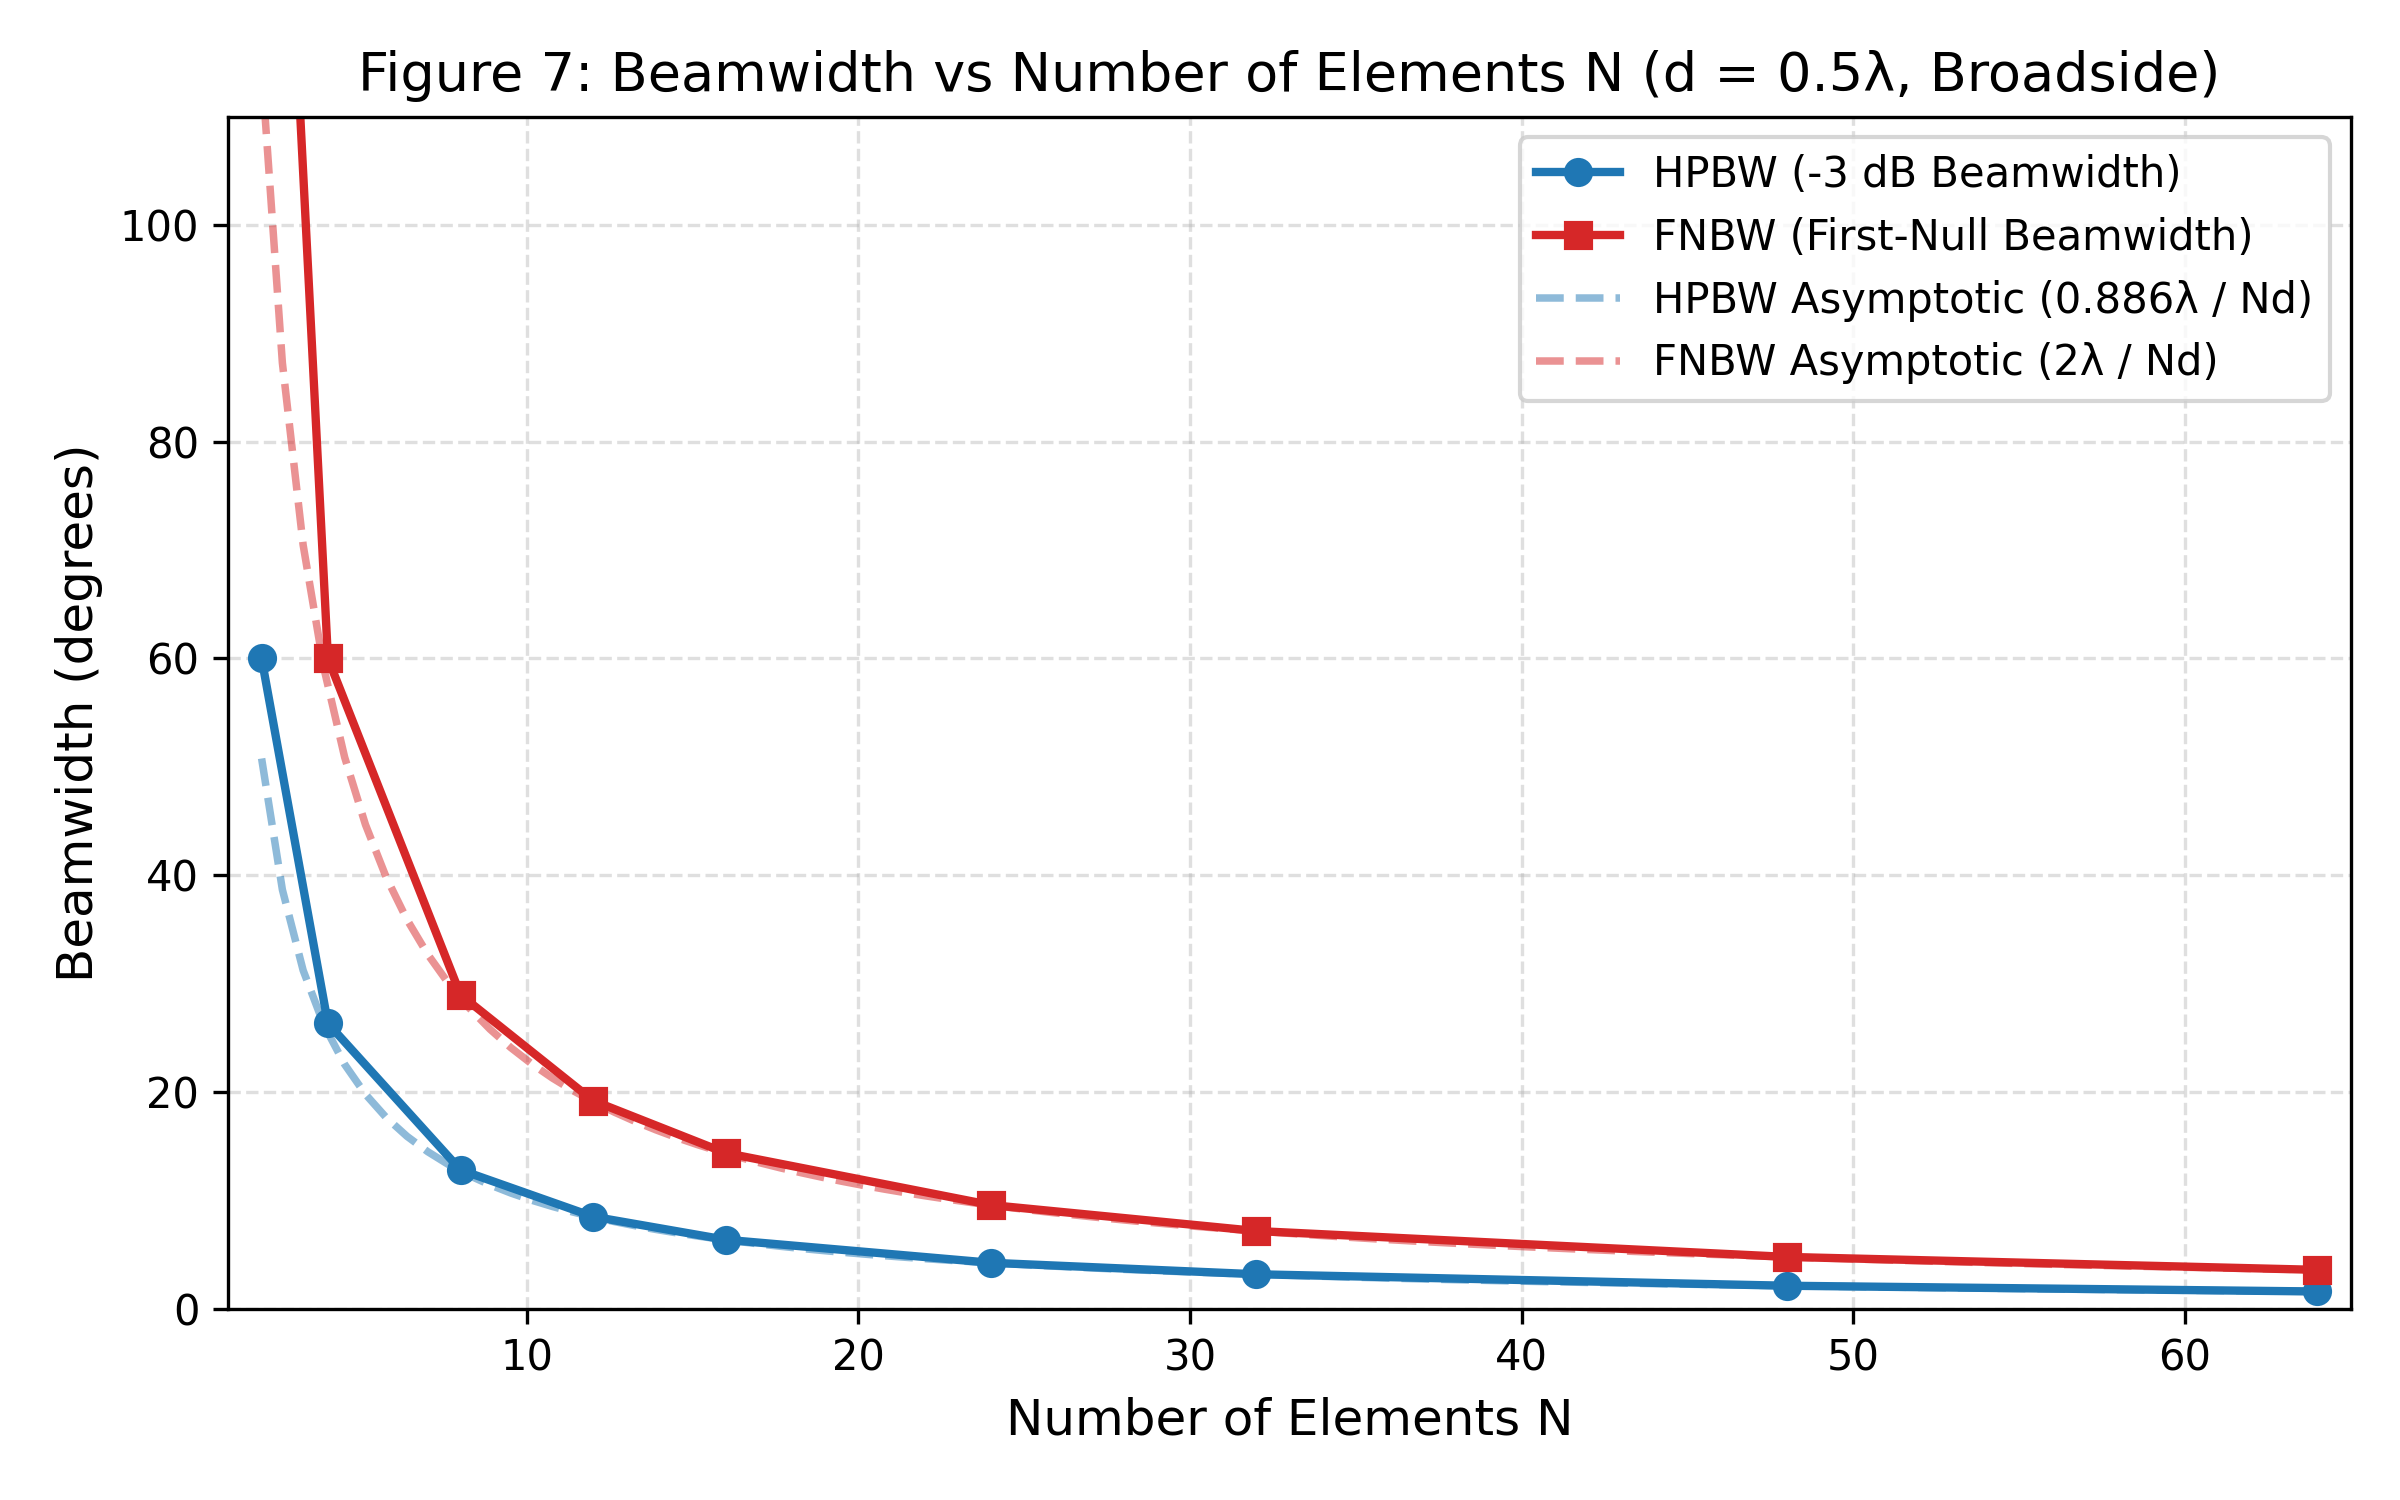 Figure 7: Beamwidth vs Number of Elements N (d = 0.5λ, Broadside)
HPBW (-3 dB Beamwidth)
FNBW (First-Null Beamwidth)
HPBW Asymptotic (0.886λ / Nd)
FNBW Asymptotic (2λ / Nd)
Beamwidth (degrees)
100
80
60
40
20
0
10 20 30 40 50 60
Number of Elements N